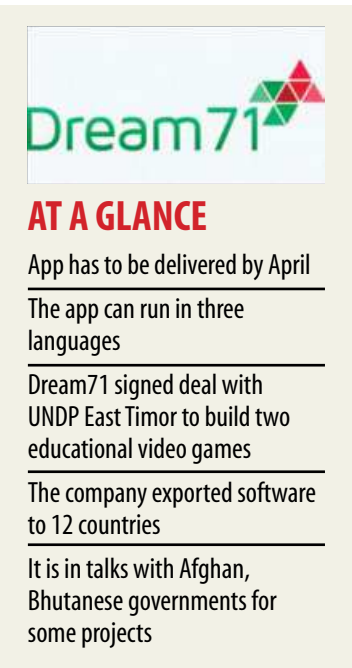 Dream71
AT A GLANCE
App has to be delivered by April
The app can run in three
languages
Dream71 signed deal with
UNDP East Timor to build two
educational video games
The company exported software
to 12 countries
It is in talks with Afghan,
Bhutanese governments for
some projects